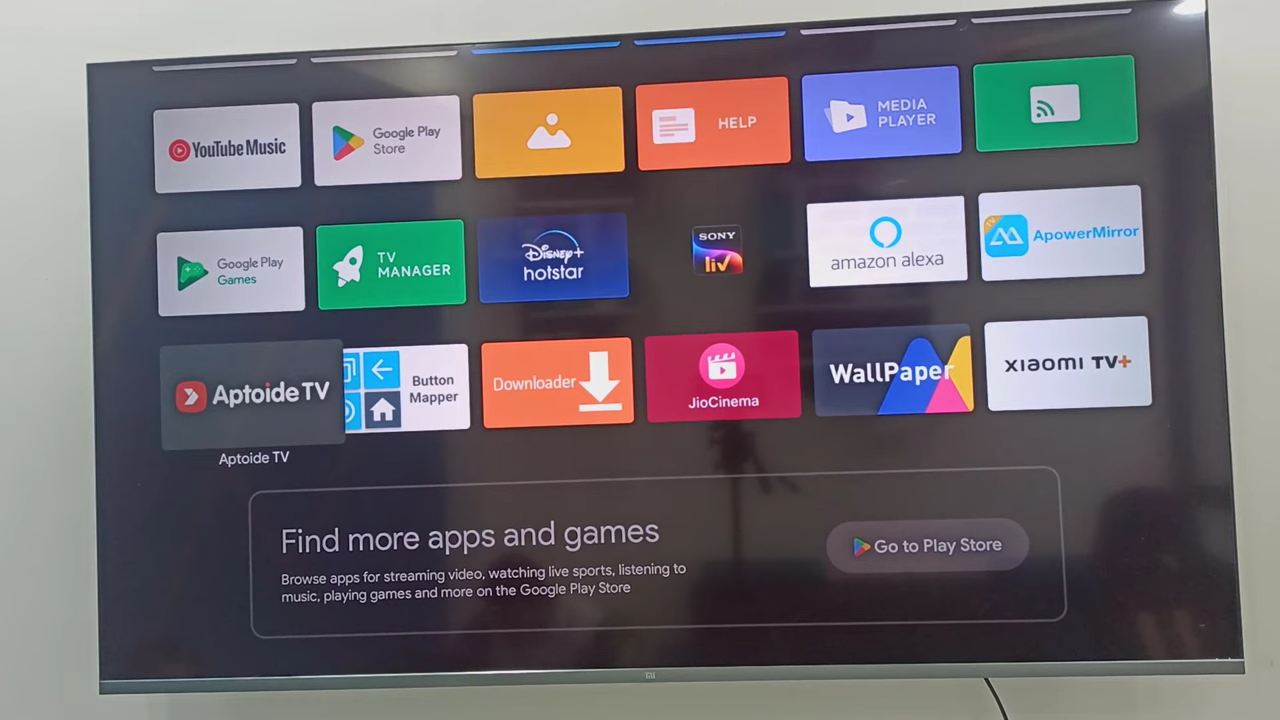 YouTube Music
Google Play
Store
HELP
MEDIA
PLAYER
Google Play
Games
TV
MANAGER
Disney+
hotstar
SONY
liv
amazon alexa
ApowerMirror
Aptoide TV
Button
Mapper
Downloader
JioCinema
WallPaper
xiaomi TV+
Aptoide TV
Find more apps and games
Browse apps for streaming video, watching live sports, listening to
music, playing games and more on the Google Play Store
Go to Play Store
mi